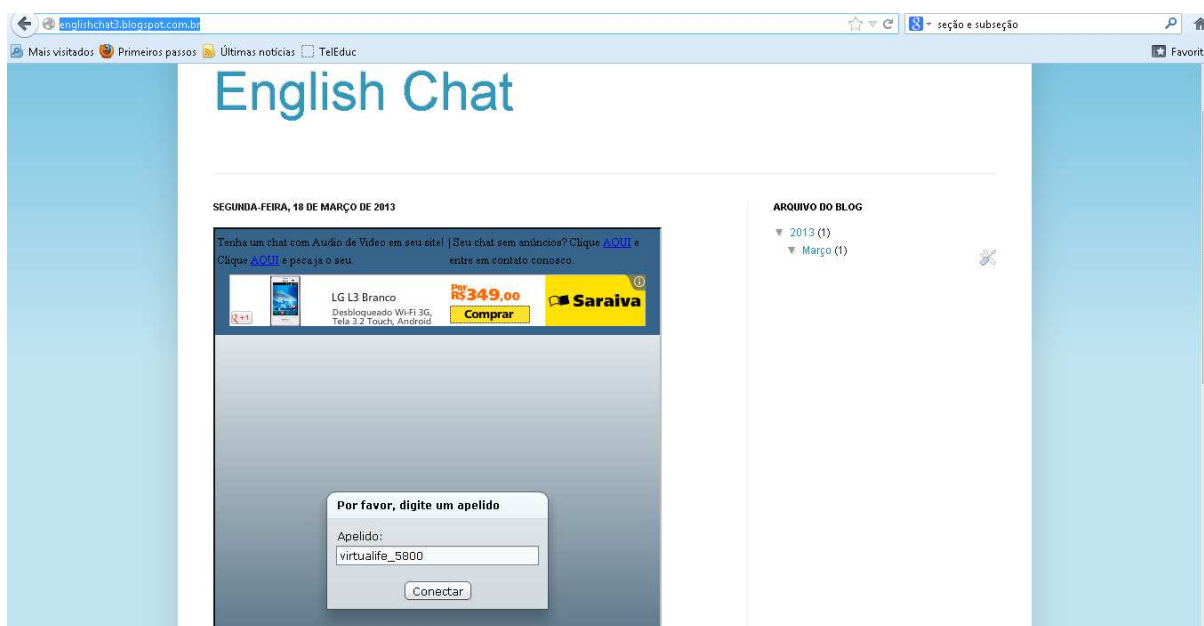 englishchat3.blogspot.com.br
seção e subseção
Mais visitados Primeiros passos Últimas notícias TelEduc
Favorit
English Chat
SEGUNDA-FEIRA, 18 DE MARÇO DE 2013
Tenha um chat com Audio de Video em seu site!
Clique AQUI e peca ja o seu.
Seu chat sem anúncios? Clique AQUI e
entre em contato conosco.
+1
LG L3 Branco
Desbloqueado Wi-Fi 3G,
Tela 3.2 Touch, Android
Por
R$349,00
Comprar
Saraiva
Por favor, digite um apelido
Apelido:
virtualife_5800
Conectar
ARQUIVO DO BLOG
▼ 2013 (1)
▼ Março (1)